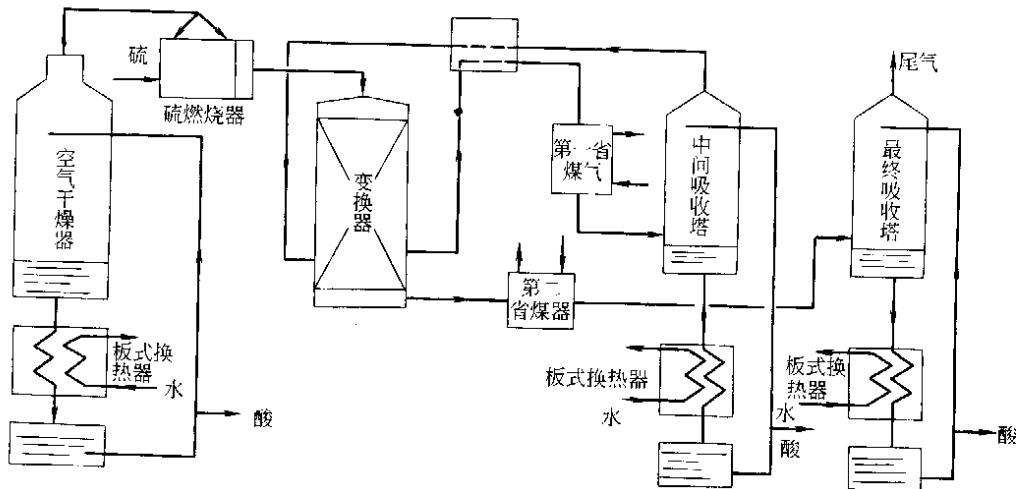 硫
硫燃烧器
空气干燥器
变换器
第一省
煤气
中间吸收塔
尾气
最终吸收塔
第二
省煤器
板式换
热器
水
酸
板式换热器
水
酸
板式换
热器
水
酸